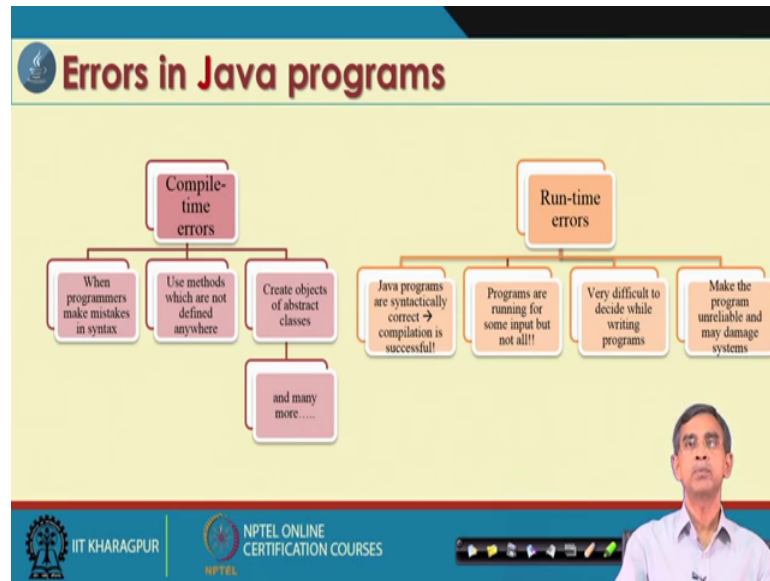 Errors in Java programs
Compile-
time
errors
When
programmers
make mistakes
in syntax
Use methods
which are not
defined
anywhere
Create objects
of abstract
classes
and many
more…..
Run-time
errors
Java programs
are syntactically
correct → 
compilation is
successful!
Programs are
running for
some input but
not all!!
Very difficult to
decide while
writing
programs
Make the
program
unreliable and
may damage
systems
IIT KHARAGPUR
NPTEL
NPTEL ONLINE
CERTIFICATION COURSES